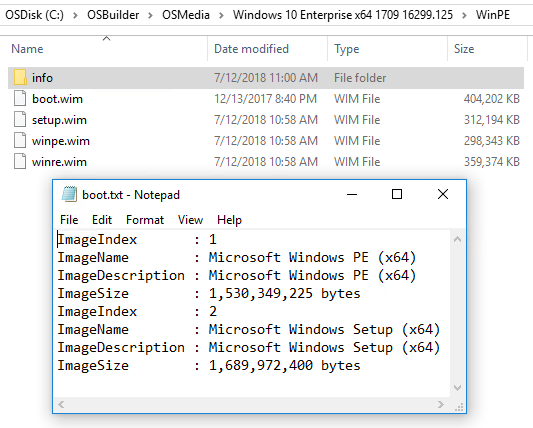 OSDisk (C:) › OSBuilder › OSMedia › Windows 10 Enterprise x64 1709 16299.125 › WinPE
Name Date modified Type Size
info 7/12/2018 11:00 AM File folder
boot.wim 12/13/2017 8:40 PM WIM File 404,202 KB
setup.wim 7/12/2018 10:58 AM WIM File 312,194 KB
winpe.wim 7/12/2018 10:58 AM WIM File 298,343 KB
winre.wim 7/12/2018 10:58 AM WIM File 359,374 KB
boot.txt - Notepad
File Edit Format View Help
ImageIndex : 1
ImageName : Microsoft Windows PE (x64)
ImageDescription : Microsoft Windows PE (x64)
ImageSize : 1,530,349,225 bytes
ImageIndex : 2
ImageName : Microsoft Windows Setup (x64)
ImageDescription : Microsoft Windows Setup (x64)
ImageSize : 1,689,972,400 bytes